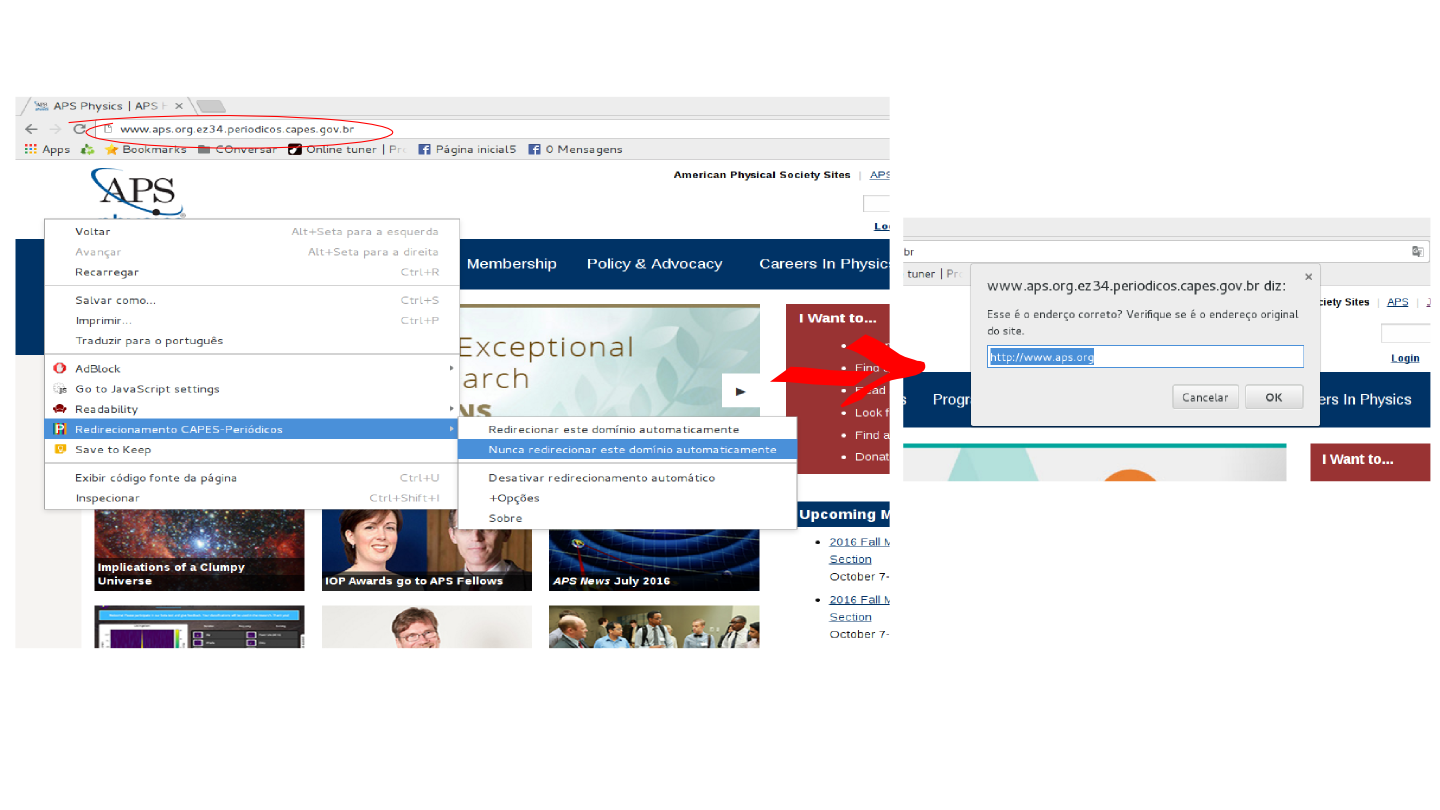 APS Physics | APS H
www.aps.org.ez34.periodicos.capes.gov.br
Apps
Bookmarks
COnversar
Online tuner | Pro
Página inicial5
0 Mensagens
American Physical Society Sites | APS
APS
physics
Lo
Membership
Policy & Advocacy
Careers In Physics
Voltar Alt+Seta para a esquerda
Avançar Alt+Seta para a direita
Recarregar Ctrl+R
Salvar como... Ctrl+S
Imprimir... Ctrl+P
Traduzir para o português
AdBlock
Go to JavaScript settings
Readability
Redirecionamento CAPES-Periódicos
Save to Keep
Exibir código fonte da página Ctrl+U
Inspecionar Ctrl+Shift+I
Redirecionar este domínio automaticamente
Nunca redirecionar este domínio automaticamente
Desativar redirecionamento automático
+Opções
Sobre
Exceptional
arch
NS
I Want to...
Find
Read
Look f
Find a
Donat
Upcoming M
2016 Fall M
Section
October 7-
2016 Fall M
Section
October 7-
Implications of a Clumpy
Universe
IOP Awards go to APS Fellows
APS News July 2016
br
tuner | Pro
ciety Sites | APS | J
Login
s
Progr
ers In Physics
I Want to...
www.aps.org.ez34.periodicos.capes.gov.br diz:
Esse é o enderço correto? Verifique se é o endereço original
do site.
http://www.aps.org
Cancelar
OK